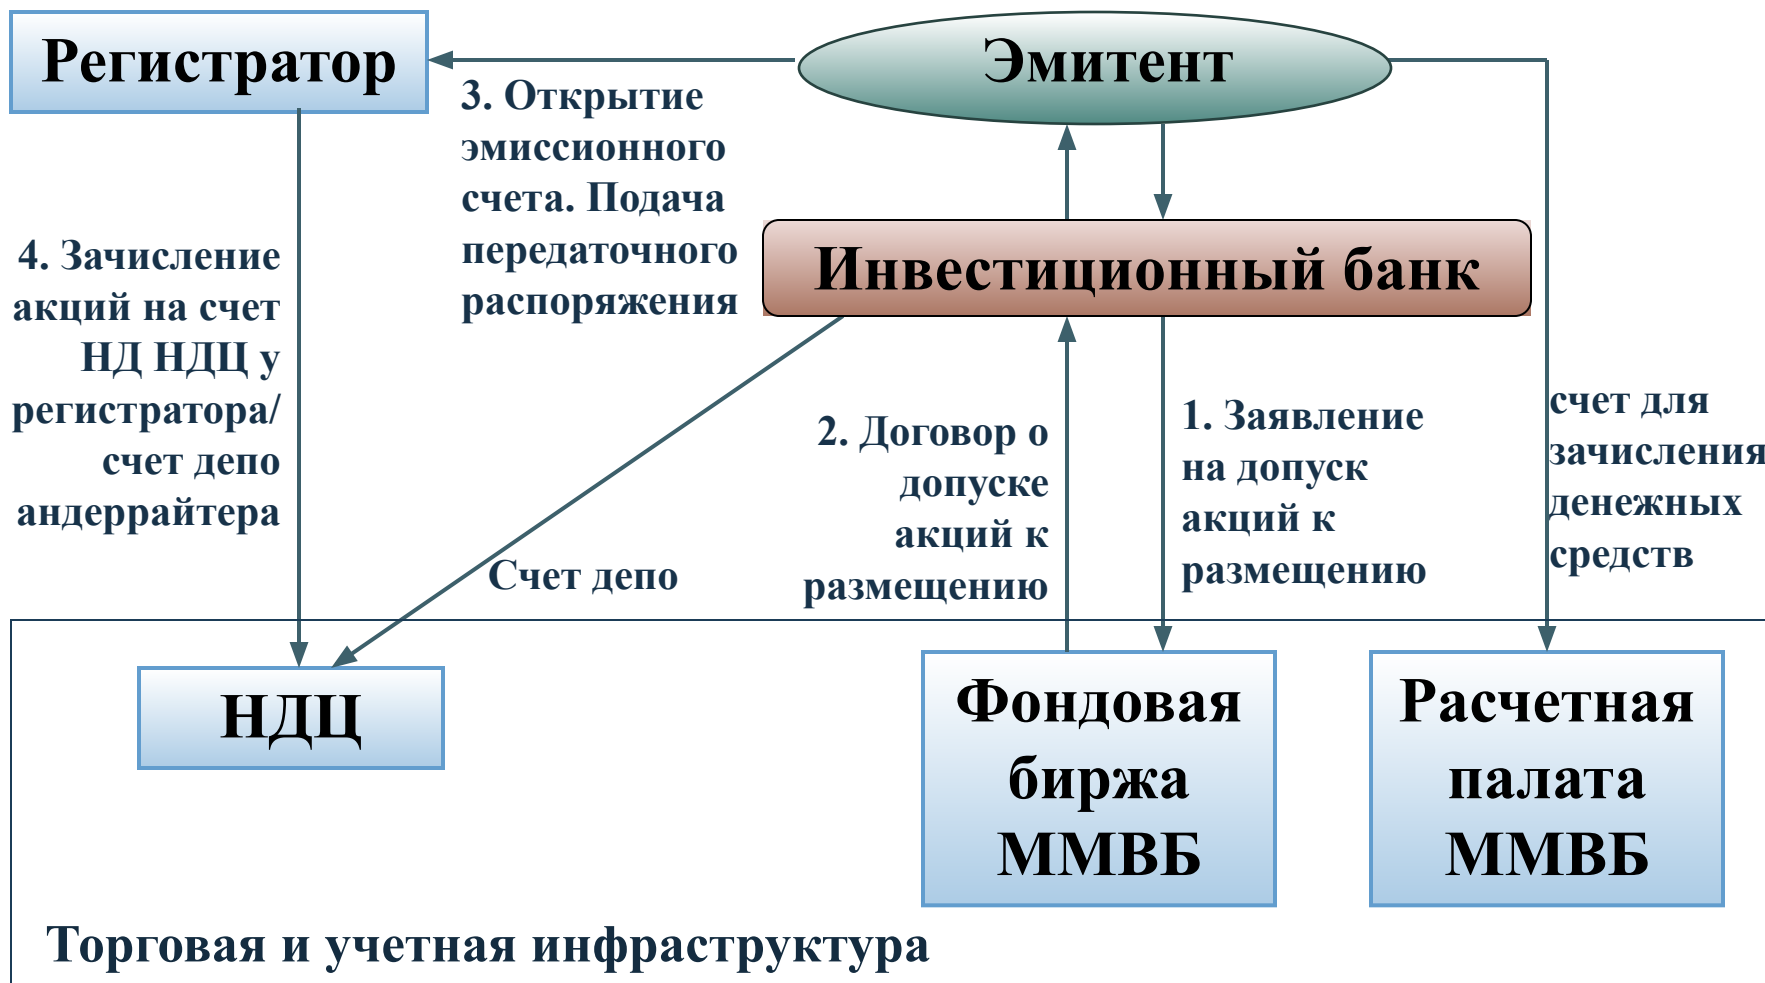 Регистратор
Эмитент
3. Открытие
эмиссионного
счета. Подача
передаточного
распоряжения
4. Зачисление
акций на счет
НД НДЦ у
регистратора/
счет депо
андеррайтера
Инвестиционный банк
Счет депо
2. Договор о
допуске
акций к
размещению
1. Заявление
на допуск
акций к
размещению
счет для
зачисления
денежных
средств
НДЦ
Фондовая
биржа
ММВБ
Расчетная
палата
ММВБ
Торговая и учетная инфраструктура